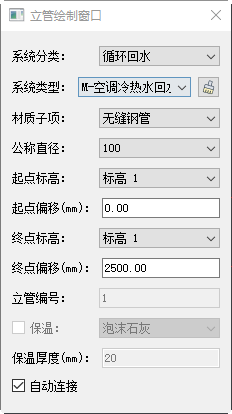 立管绘制窗口
系统分类： 循环回水
系统类型： M-空调冷热水回水
材质子项： 无缝钢管
公称直径： 100
起点标高： 标高 1
起点偏移(mm)： 0.00
终点标高： 标高 1
终点偏移(mm)： 2500.00
立管编号： 1
保温： 泡沫石灰
保温厚度(mm)： 20
自动连接